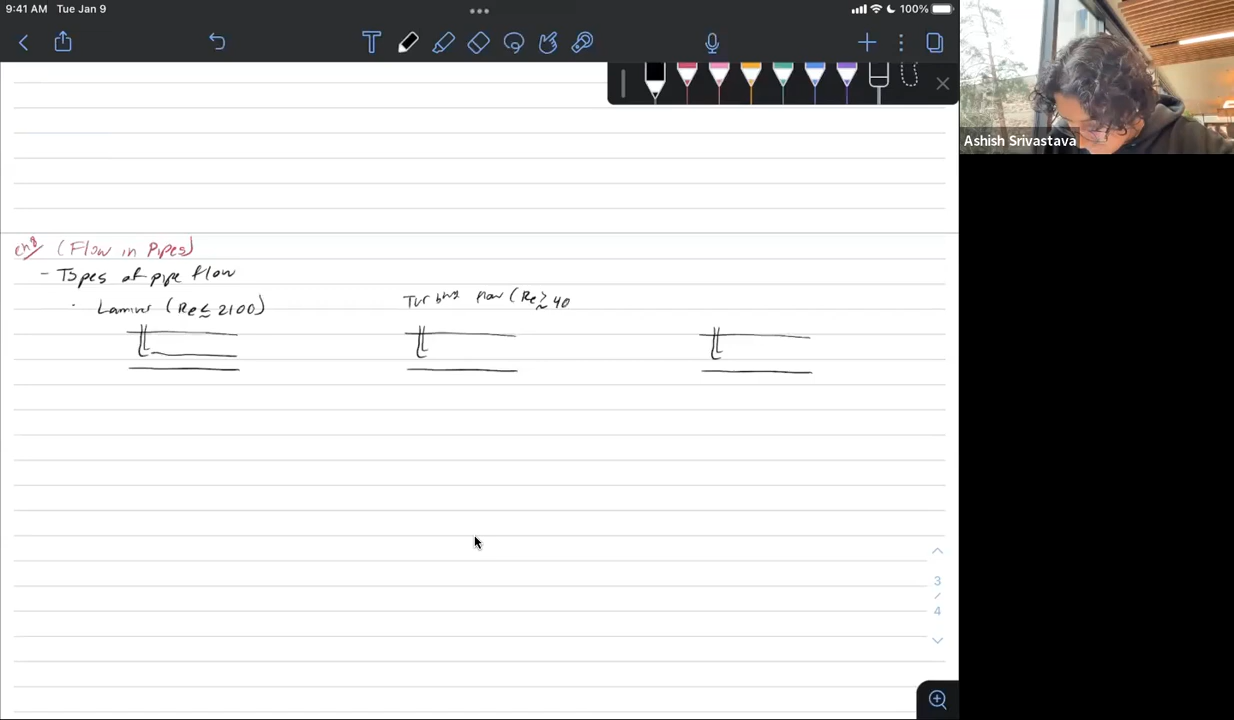 9:41 AM Tue Jan 9
100%
Ashish Srivastava
ch8 (Flow in Pipes)
- Types of pipe flow
Turbulent flow (Re ≳ 40
· Laminar (Re ≲ 2100)
3
/
4